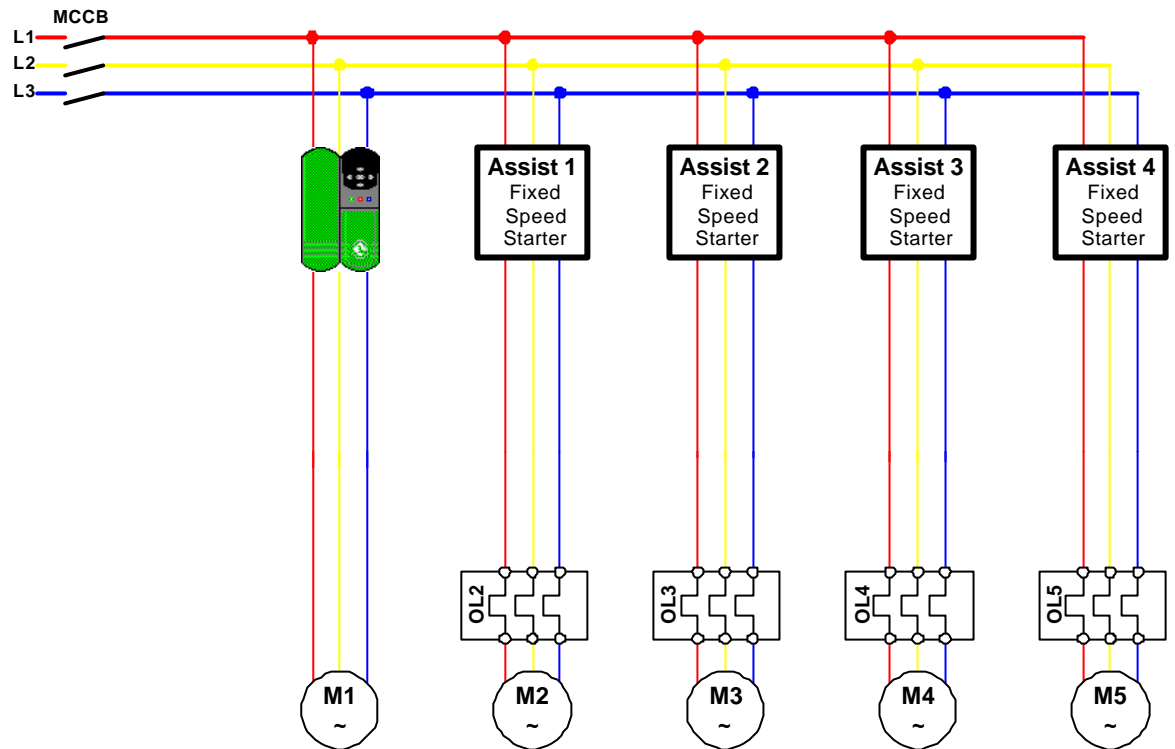 MCCB
L1
L2
L3
Assist 1
Fixed
Speed
Starter
Assist 2
Fixed
Speed
Starter
Assist 3
Fixed
Speed
Starter
Assist 4
Fixed
Speed
Starter
OL2
OL3
OL4
OL5
M1
~
M2
~
M3
~
M4
~
M5
~